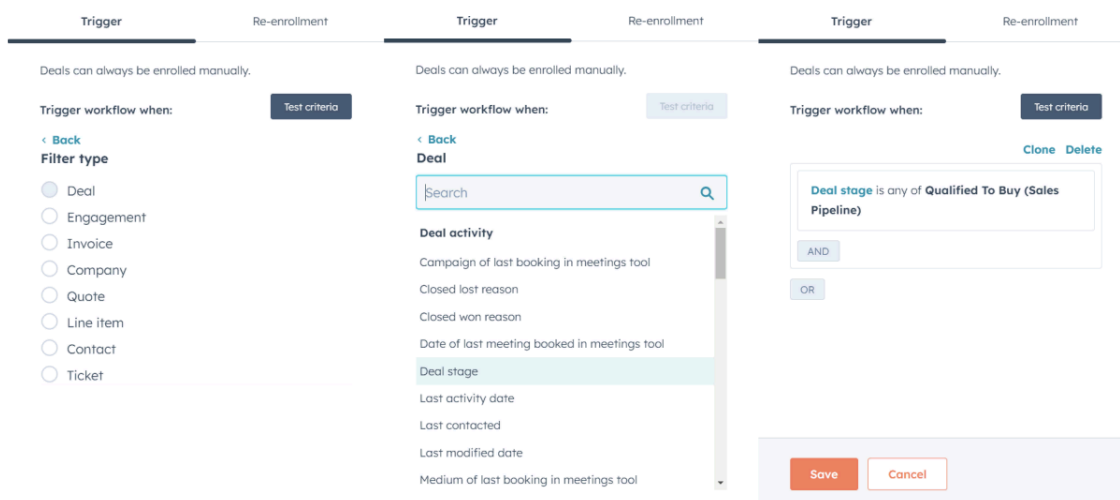 Trigger
Re-enrollment
Deals can always be enrolled manually.
Trigger workflow when:
Test criteria
< Back
Filter type
Deal
Engagement
Invoice
Company
Quote
Line item
Contact
Ticket
Trigger
Re-enrollment
Deals can always be enrolled manually.
Trigger workflow when:
Test criteria
< Back
Deal
Search
Deal activity
Campaign of last booking in meetings tool
Closed lost reason
Closed won reason
Date of last meeting booked in meetings tool
Deal stage
Last activity date
Last contacted
Last modified date
Medium of last booking in meetings tool
Trigger
Re-enrollment
Deals can always be enrolled manually.
Trigger workflow when:
Test criteria
Clone Delete
Deal stage is any of Qualified To Buy (Sales
Pipeline)
AND
OR
Save
Cancel